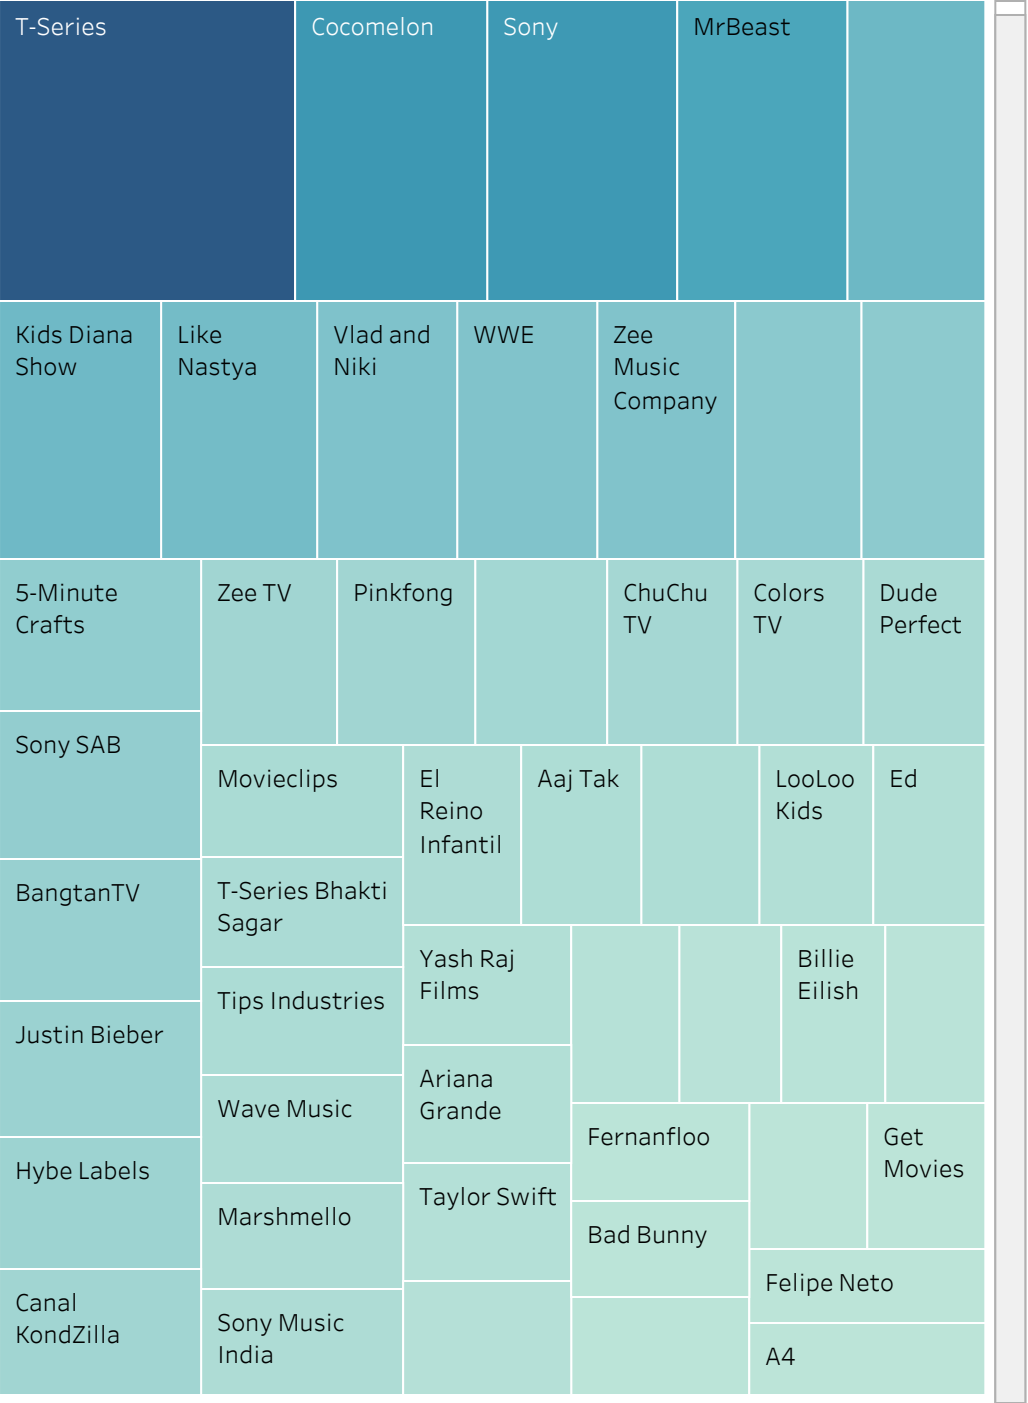 T-Series
Cocomelon
Sony
MrBeast
Kids Diana
Show
Like
Nastya
Vlad and
Niki
WWE
Zee
Music
Company
5-Minute
Crafts
Zee TV
Pinkfong
ChuChu
TV
Colors
TV
Dude
Perfect
Sony SAB
Movieclips
El
Reino
Infantil
Aaj Tak
LooLoo
Kids
Ed
BangtanTV
T-Series Bhakti
Sagar
Yash Raj
Films
Billie
Eilish
Tips Industries
Justin Bieber
Ariana
Grande
Wave Music
Fernanfloo
Get
Movies
Hybe Labels
Marshmello
Taylor Swift
Bad Bunny
Felipe Neto
Canal
KondZilla
Sony Music
India
A4